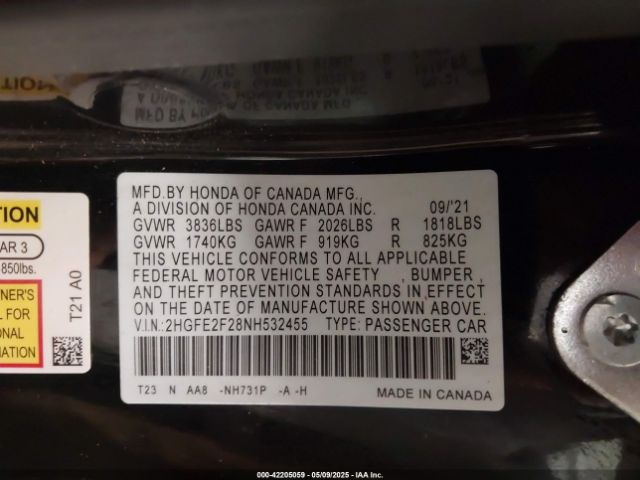 TION
AR 3
850lbs.
NER'S
L FOR
IONAL
MATION
T21 A0
MFD.BY HONDA OF CANADA MFG.,
A DIVISION OF HONDA CANADA INC. 09/'21
GVWR 3836LBS GAWR F 2026LBS R 1818LBS
GVWR 1740KG GAWR F 919KG R 825KG
THIS VEHICLE CONFORMS TO ALL APPLICABLE
FEDERAL MOTOR VEHICLE SAFETY , BUMPER ,
AND THEFT PREVENTION STANDARDS IN EFFECT
ON THE DATE OF MANUFACTURE SHOWN ABOVE.
V.I.N.:2HGFE2F28NH532455 TYPE: PASSENGER CAR
T23 N AA8 -NH731P -A -H
MADE IN CANADA
000-42205059 - 05/09/2025 - IAA Inc.